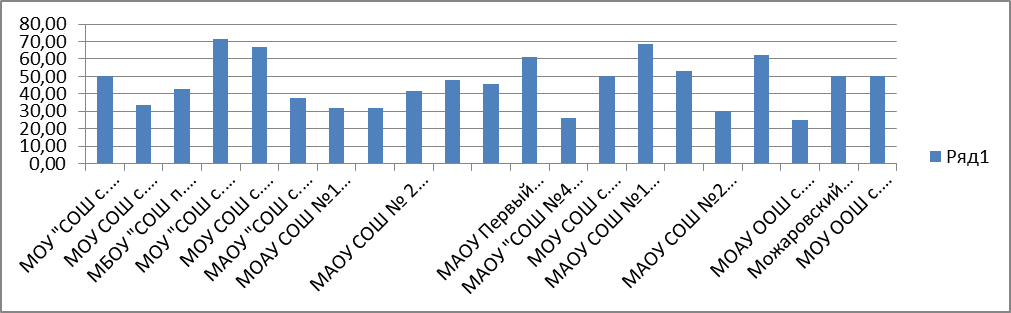 80,00
70,00
60,00
50,00
40,00
30,00
20,00
10,00
0,00
МОУ "СОШ с....
МОУ СОШ с....
МБОУ "СОШ п....
МОУ "СОШ с....
МОУ СОШ с....
МАОУ "СОШ с....
МОАУ СОШ №1...
МАОУ СОШ № 2...
МАОУ Первый...
МАОУ "СОШ №4...
МОУ СОШ с....
МАОУ СОШ №1...
МАОУ СОШ №2...
МОАУ ООШ с....
Можаровский...
МОУ ООШ с....
Ряд1